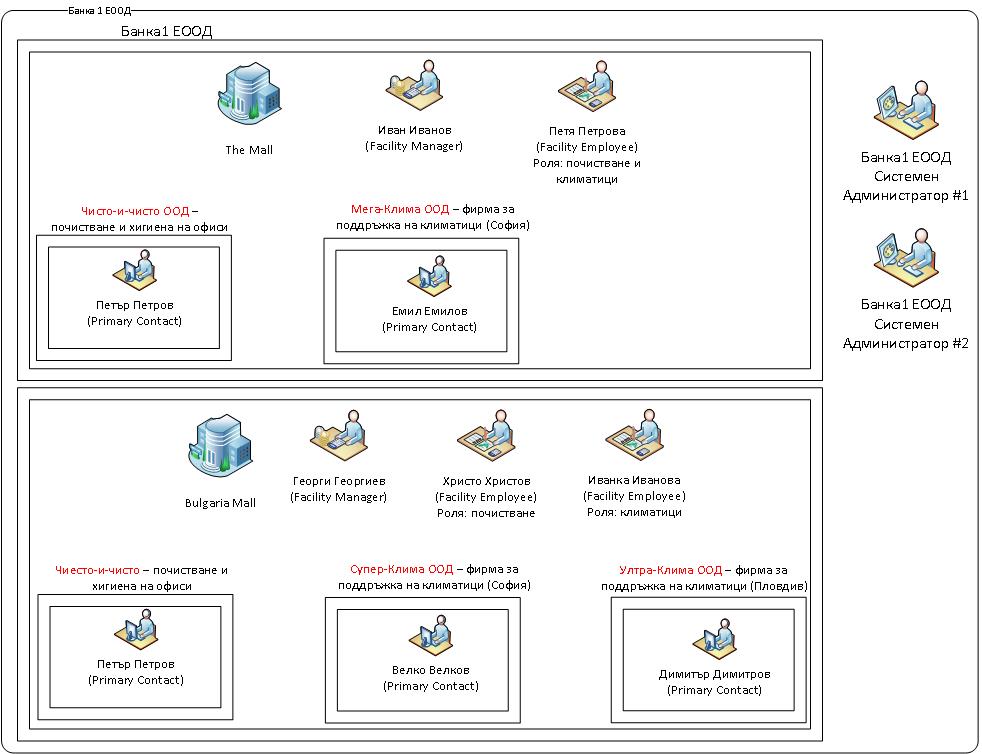 Банка 1 ЕООД
Банка1 ЕООД
The Mall
Иван Иванов
(Facility Manager)
Петя Петрова
(Facility Employee)
Роля: почистване и
климатици
Банка1 ЕООД
Системен
Администратор #1
Чисто-и-чисто ООД –
почистване и хигиена на офиси
Мега-Клима ООД – фирма за
поддръжка на климатици (София)
Петър Петров
(Primary Contact)
Емил Емилов
(Primary Contact)
Банка1 ЕООД
Системен
Администратор #2
Bulgaria Mall
Георги Георгиев
(Facility Manager)
Христо Христов
(Facility Employee)
Роля: почистване
Иванка Иванова
(Facility Employee)
Роля: климатици
Чиесто-и-чисто – почистване и
хигиена на офиси
Супер-Клима ООД – фирма за
поддръжка на климатици (София)
Ултра-Клима ООД – фирма за
поддръжка на климатици (Пловдив)
Петър Петров
(Primary Contact)
Велко Велков
(Primary Contact)
Димитър Димитров
(Primary Contact)